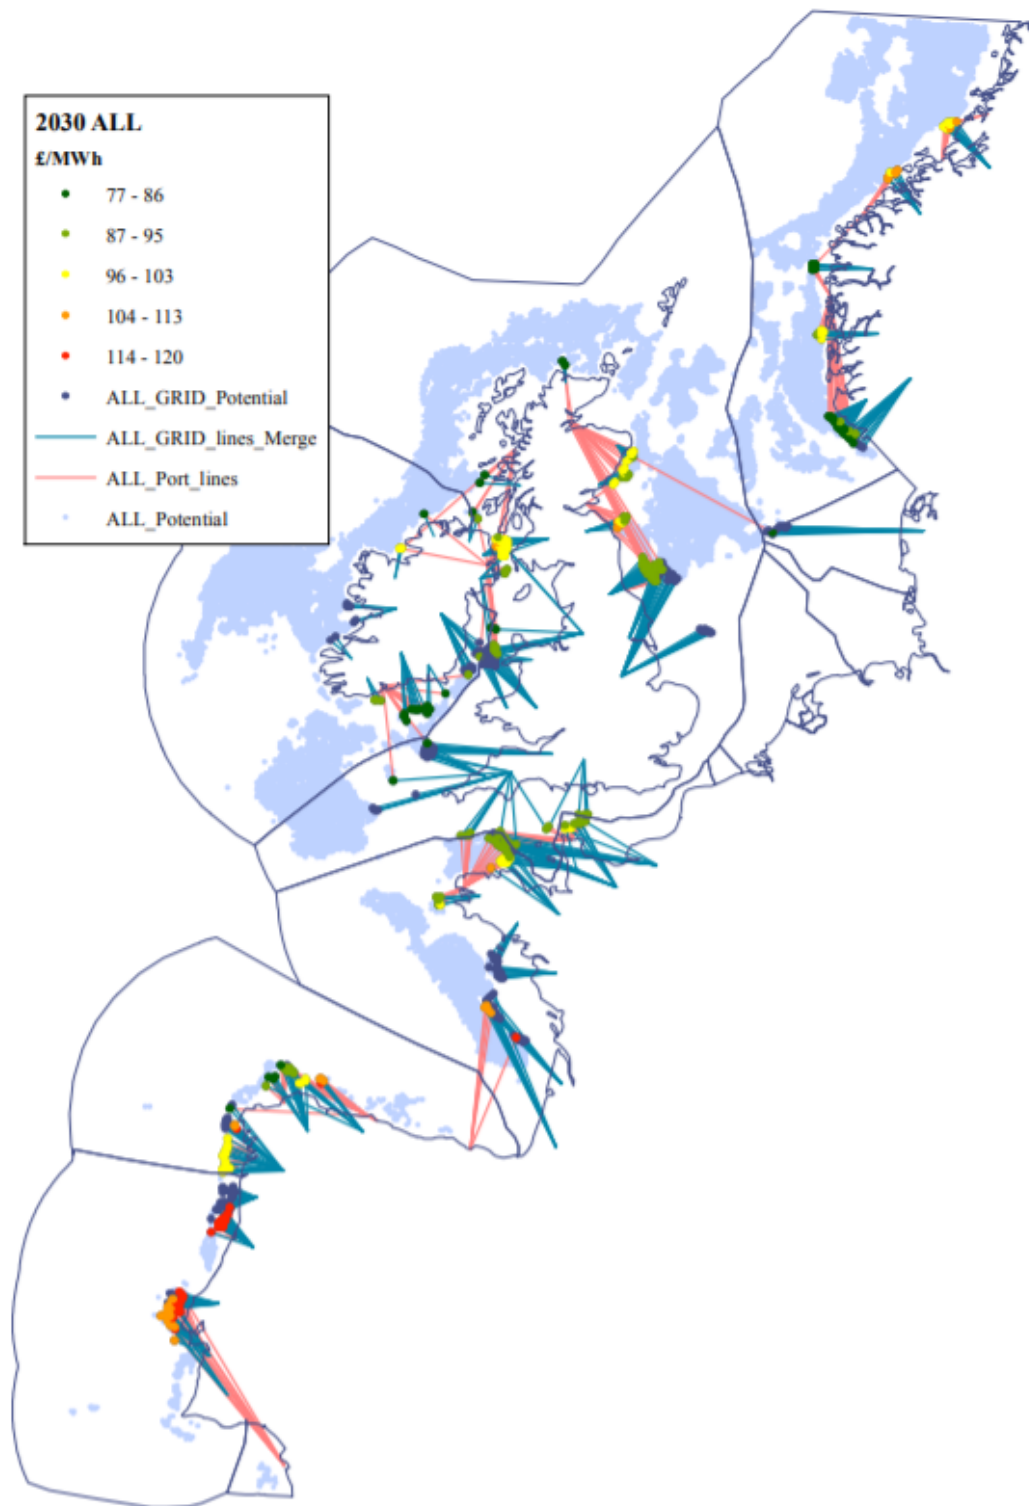 2030 ALL
£/MWh
77 - 86
87 - 95
96 - 103
104 - 113
114 - 120
ALL_GRID_Potential
ALL_GRID_lines_Merge
ALL_Port_lines
ALL_Potential